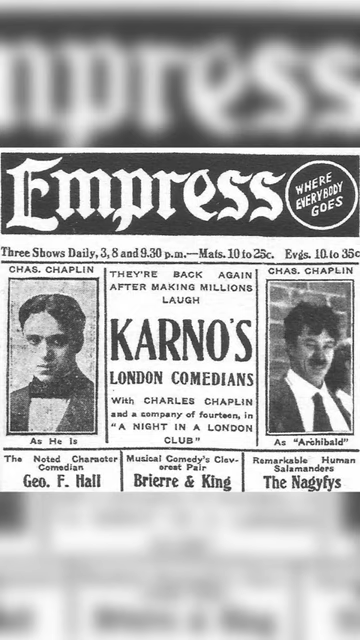 Empress
WHERE
EVERYBODY
GOES
Three Shows Daily, 3, 8 and 9.30 p.m.—Mats. 10 to 25c. Evgs. 10 to 35c
CHAS. CHAPLIN
As He Is
THEY'RE BACK AGAIN
AFTER MAKING MILLIONS
LAUGH
KARNO'S
LONDON COMEDIANS
With CHARLES CHAPLIN
and a company of fourteen, in
"A NIGHT IN A LONDON
CLUB"
CHAS. CHAPLIN
As "Archibald"
The Noted Character
Comedian
Geo. F. Hall
Musical Comedy's Clev-
erest Pair
Brierre & King
Remarkable Human
Salamanders
The Nagyfys